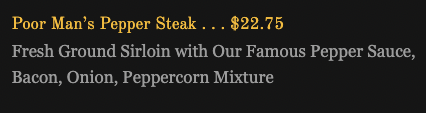 Poor Man’s Pepper Steak . . . $22.75
Fresh Ground Sirloin with Our Famous Pepper Sauce,
Bacon, Onion, Peppercorn Mixture